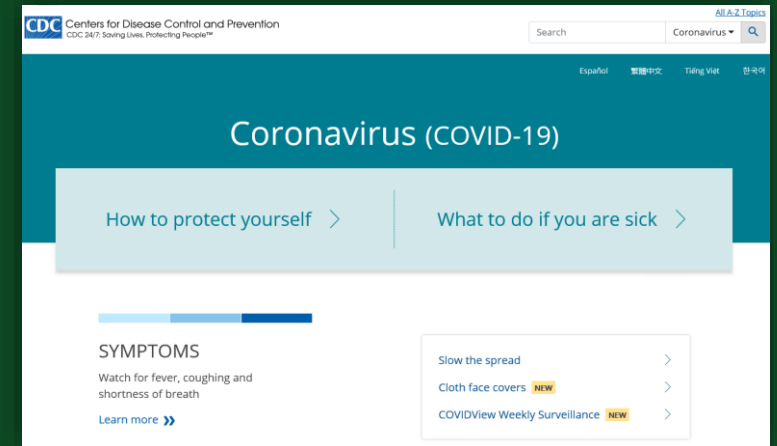 All A-Z Topics
CDC Centers for Disease Control and Prevention
CDC 24/7: Saving Lives, Protecting People™
Search
Coronavirus
Español 繁體中文 Tiếng Việt 한국어
Coronavirus (COVID-19)
How to protect yourself
What to do if you are sick
SYMPTOMS
Watch for fever, coughing and
shortness of breath
Learn more
Slow the spread
Cloth face covers NEW
COVIDView Weekly Surveillance NEW